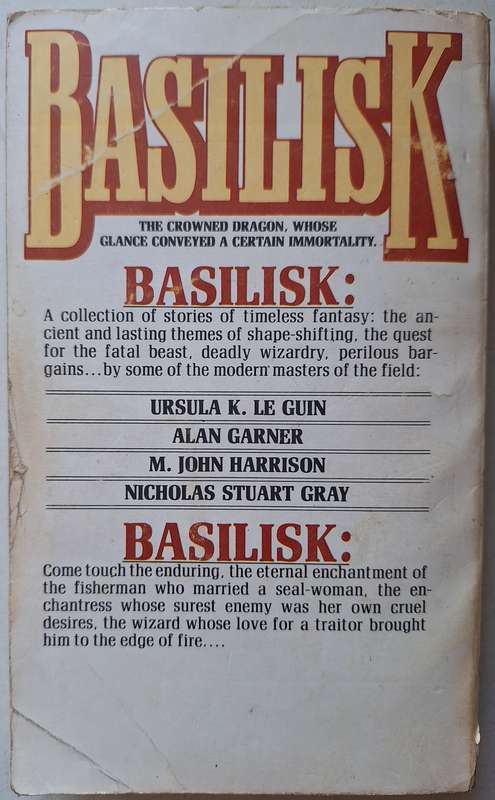 BASILISK
THE CROWNED DRAGON, WHOSE
GLANCE CONVEYED A CERTAIN IMMORTALITY.
BASILISK:
A collection of stories of timeless fantasy: the an-
cient and lasting themes of shape-shifting, the quest
for the fatal beast, deadly wizardry, perilous bar-
gains...by some of the modern masters of the field:
URSULA K. LE GUIN
ALAN GARNER
M. JOHN HARRISON
NICHOLAS STUART GRAY
BASILISK:
Come touch the enduring, the eternal enchantment of
the fisherman who married a seal-woman, the en-
chantress whose surest enemy was her own cruel
desires, the wizard whose love for a traitor brought
him to the edge of fire....